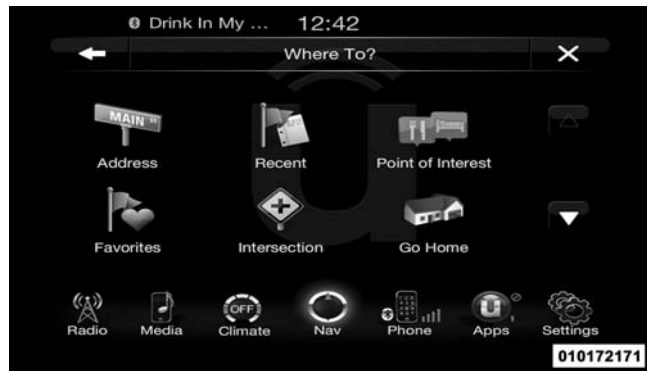 Drink In My ... 12:42
Where To?
MAIN ST
Address Recent Point of Interest
Favorites Intersection Go Home
OFF
Radio Media Climate Nav Phone Apps Settings
010172171